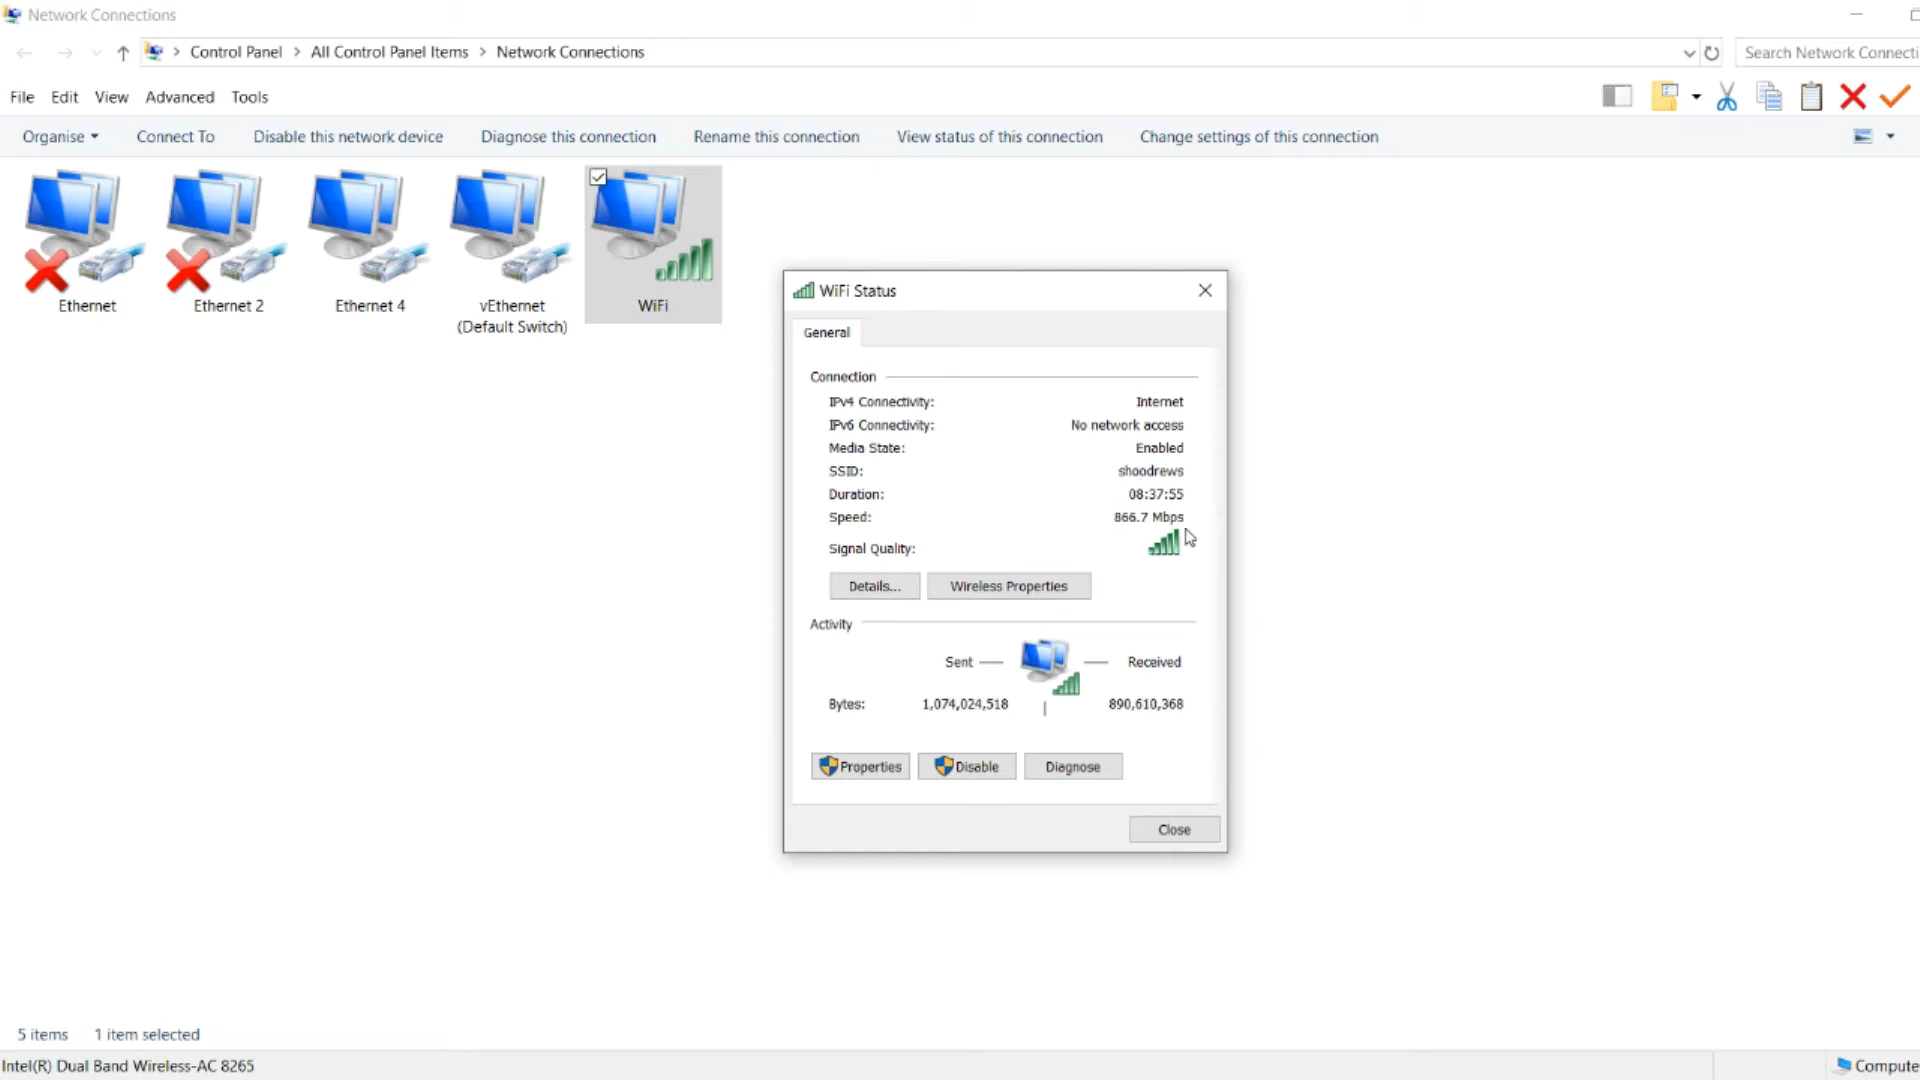 Network Connections
Control Panel > All Control Panel Items > Network Connections
Search Network Connecti
File Edit View Advanced Tools
Organise Connect To Disable this network device Diagnose this connection Rename this connection View status of this connection Change settings of this connection
Ethernet
Ethernet 2
Ethernet 4
vEthernet
(Default Switch)
WiFi
WiFi Status
General
Connection
IPv4 Connectivity: Internet
IPv6 Connectivity: No network access
Media State: Enabled
SSID: shoodrews
Duration: 08:37:55
Speed: 866.7 Mbps
Signal Quality:
Details... Wireless Properties
Activity
Sent — — Received
Bytes: 1,074,024,518 | 890,610,368
Properties Disable Diagnose
Close
5 items 1 item selected
Intel(R) Dual Band Wireless-AC 8265
Compute